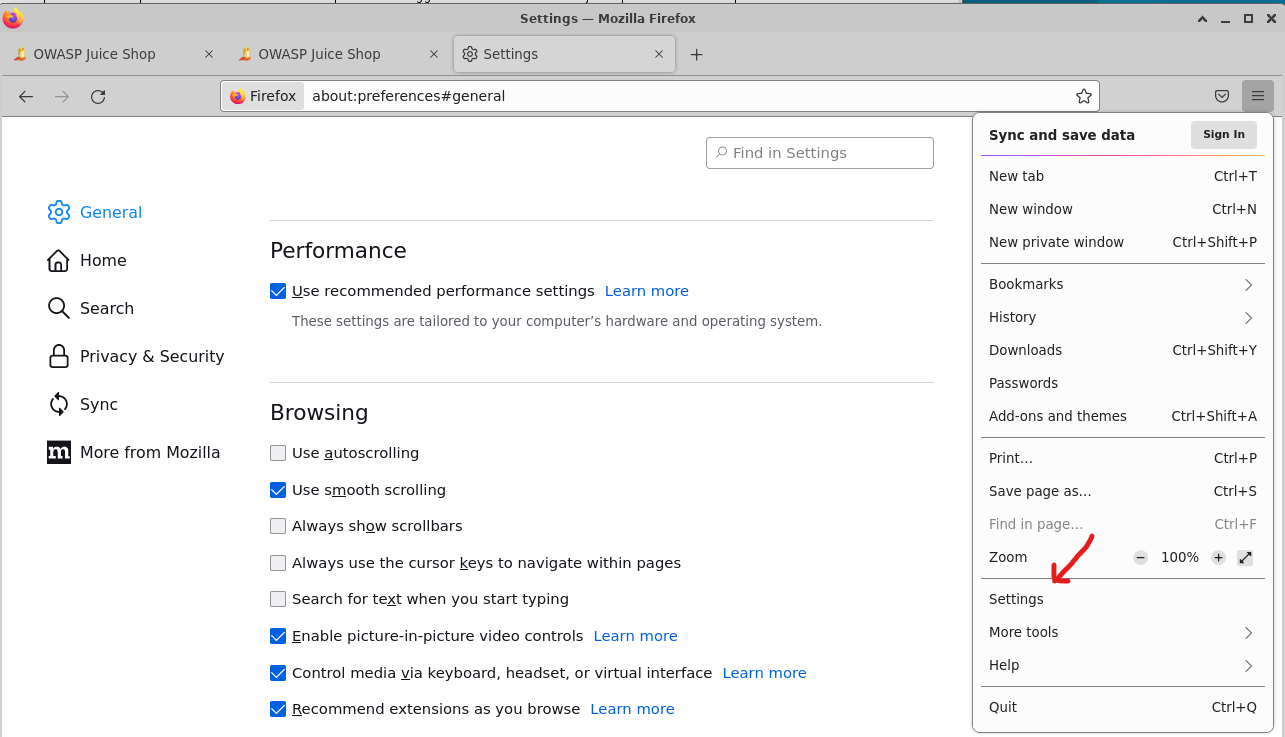 Settings — Mozilla Firefox
OWASP Juice Shop
OWASP Juice Shop
Settings
Firefox about:preferences#general
Find in Settings
General
Home
Search
Privacy & Security
Sync
m More from Mozilla
Performance
Use recommended performance settings Learn more
These settings are tailored to your computer’s hardware and operating system.
Browsing
Use autoscrolling
Use smooth scrolling
Always show scrollbars
Always use the cursor keys to navigate within pages
Search for text when you start typing
Enable picture-in-picture video controls Learn more
Control media via keyboard, headset, or virtual interface Learn more
Recommend extensions as you browse Learn more
Sync and save data Sign In
New tab Ctrl+T
New window Ctrl+N
New private window Ctrl+Shift+P
Bookmarks
History
Downloads Ctrl+Shift+Y
Passwords
Add-ons and themes Ctrl+Shift+A
Print… Ctrl+P
Save page as… Ctrl+S
Find in page… Ctrl+F
Zoom 100%
Settings
More tools
Help
Quit Ctrl+Q